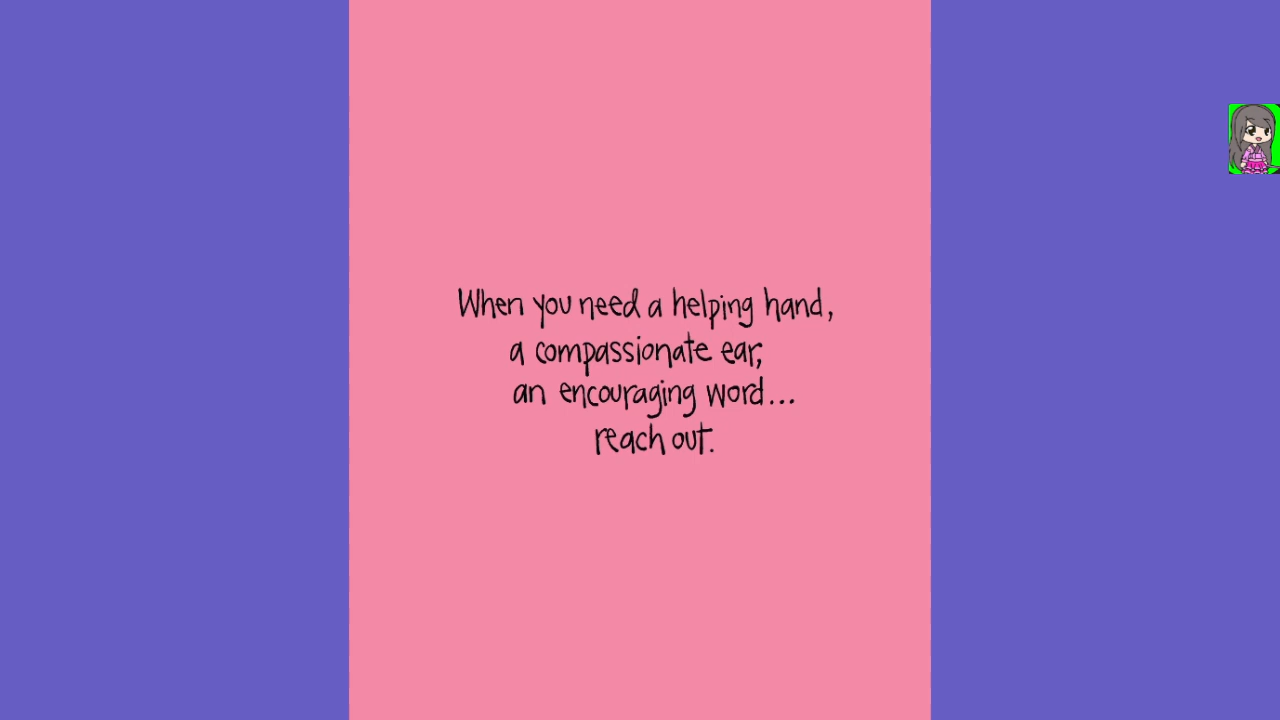 When you need a helping hand,
a compassionate ear,
an encouraging word...
reach out.